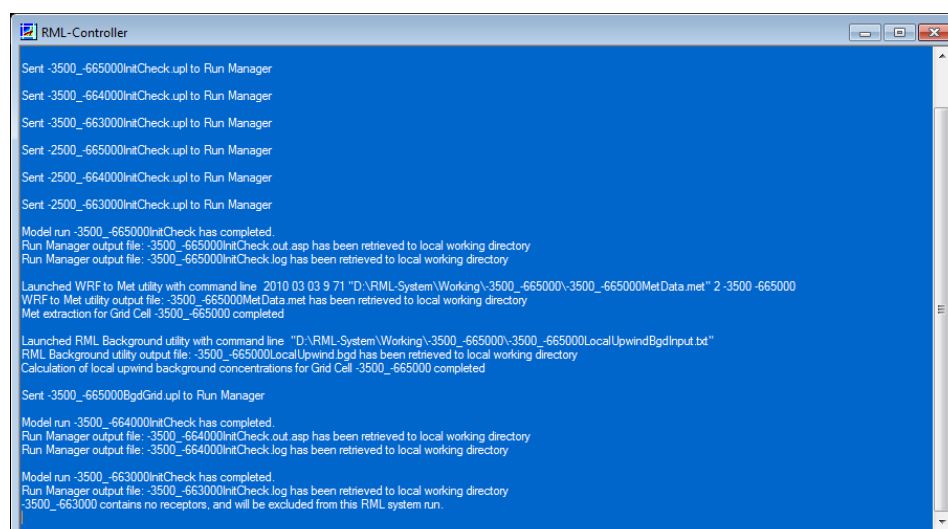 RML-Controller
Sent -3500_-665000InitCheck.upl to Run Manager
Sent -3500_-664000InitCheck.upl to Run Manager
Sent -3500_-663000InitCheck.upl to Run Manager
Sent -2500_-665000InitCheck.upl to Run Manager
Sent -2500_-664000InitCheck.upl to Run Manager
Sent -2500_-663000InitCheck.upl to Run Manager
Model run -3500_-665000InitCheck has completed.
Run Manager output file: -3500_-665000InitCheck.out.asp has been retrieved to local working directory
Run Manager output file: -3500_-665000InitCheck.log has been retrieved to local working directory
Launched WRF to Met utility with command line  2010 03 03 9 71 "D:\RML-System\Working\-3500_-665000\-3500_-665000MetData.met" 2 -3500 -665000
WRF to Met utility output file: -3500_-665000MetData.met has been retrieved to local working directory
Met extraction for Grid Cell -3500_-665000 completed
Launched RML Background utility with command line  "D:\RML-System\Working\-3500_-665000\-3500_-665000LocalUpwindBgdInput.txt"
RML Background utility output file: -3500_-665000LocalUpwind.bgd has been retrieved to local working directory
Calculation of local upwind background concentrations for Grid Cell -3500_-665000 completed
Sent -3500_-665000BgdGrid.upl to Run Manager
Model run -3500_-664000InitCheck has completed.
Run Manager output file: -3500_-664000InitCheck.out.asp has been retrieved to local working directory
Run Manager output file: -3500_-664000InitCheck.log has been retrieved to local working directory
Model run -3500_-663000InitCheck has completed.
Run Manager output file: -3500_-663000InitCheck.log has been retrieved to local working directory
-3500_-663000 contains no receptors, and will be excluded from this RML system run.